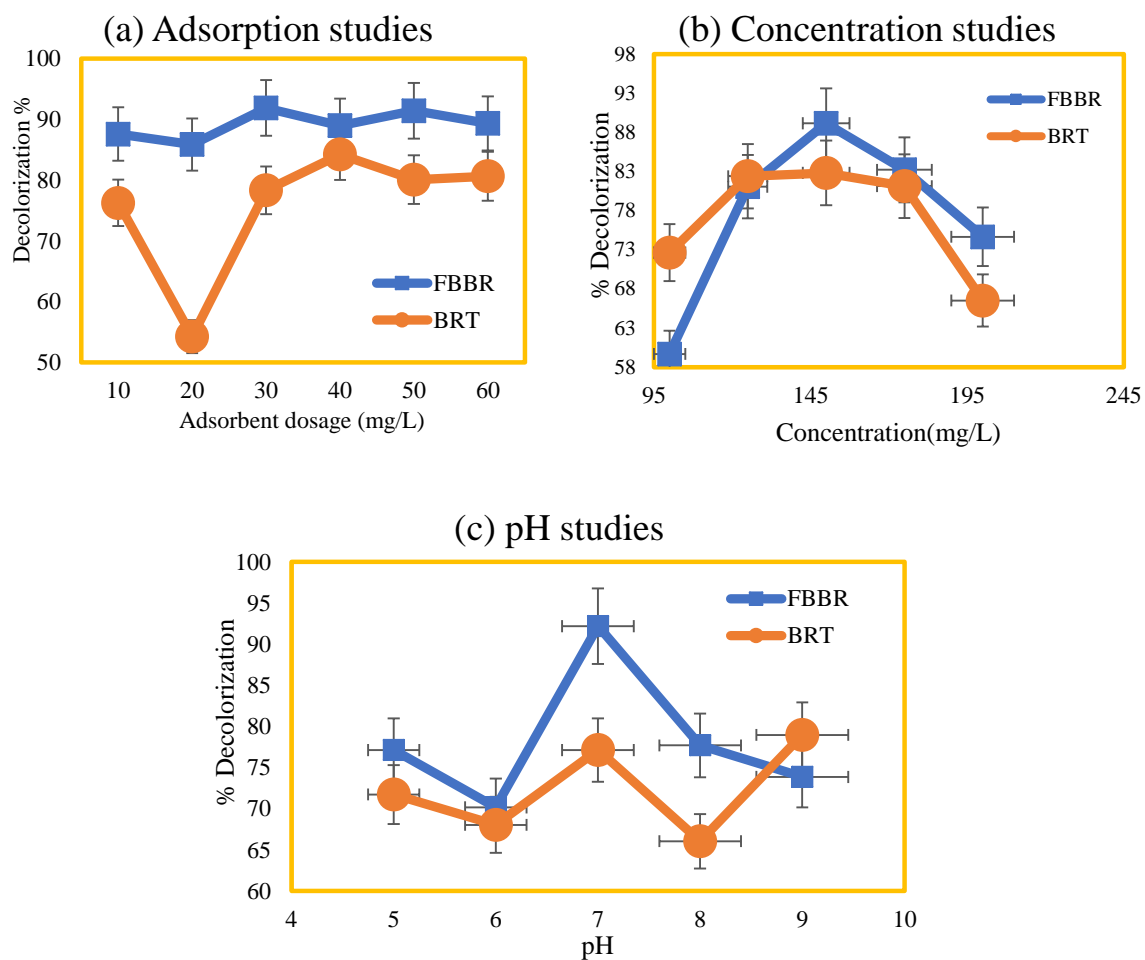 (a) Adsorption studies
100
90
80
70
60
50
Decolorization %
FBBR
BRT
10 20 30 40 50 60
Adsorbent dosage (mg/L)
(b) Concentration studies
98
93
88
83
78
73
68
63
58
% Decolorization
FBBR
BRT
95 145 195 245
Concentration(mg/L)
(c) pH studies
100
95
90
85
80
75
70
65
60
% Decolorization
FBBR
BRT
4 5 6 7 8 9 10
pH